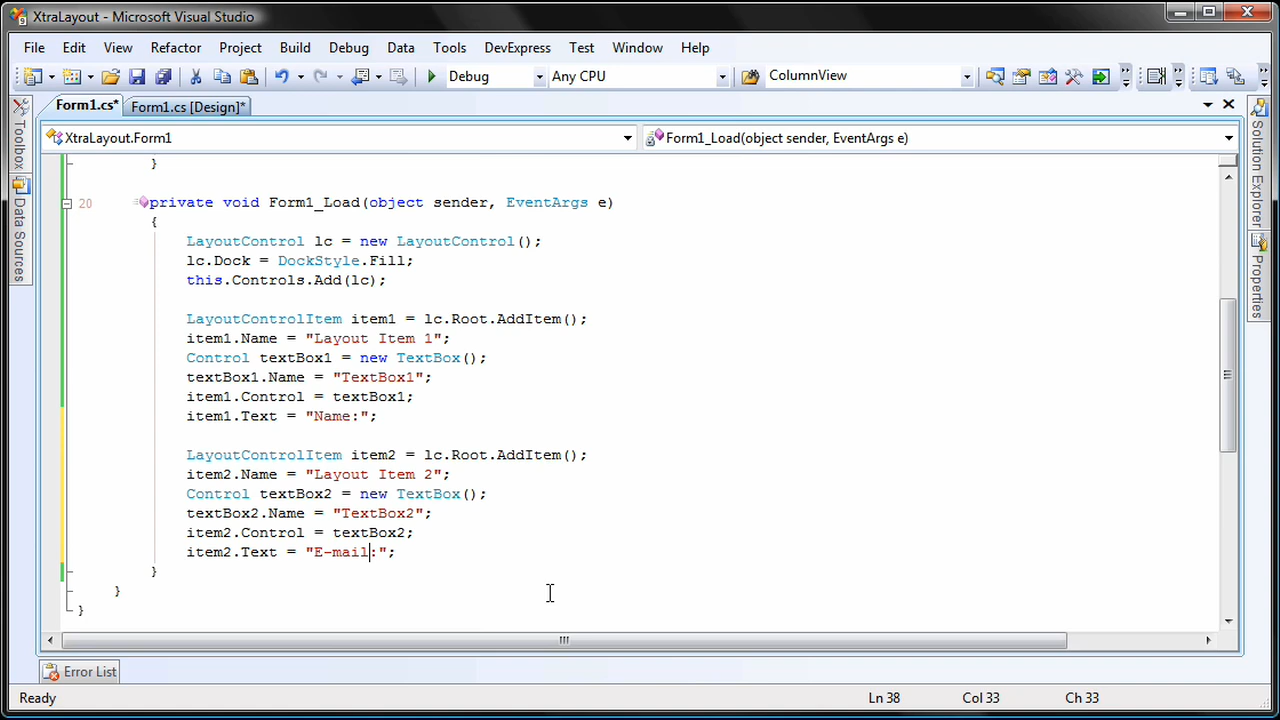 XtraLayout - Microsoft Visual Studio
File Edit View Refactor Project Build Debug Data Tools DevExpress Test Window Help
Debug Any CPU ColumnView
Form1.cs* Form1.cs [Design]*
XtraLayout.Form1 Form1_Load(object sender, EventArgs e)
Toolbox
Data Sources
Solution Explorer
Properties
}
20 private void Form1_Load(object sender, EventArgs e)
{
LayoutControl lc = new LayoutControl();
lc.Dock = DockStyle.Fill;
this.Controls.Add(lc);
LayoutControlItem item1 = lc.Root.AddItem();
item1.Name = "Layout Item 1";
Control textBox1 = new TextBox();
textBox1.Name = "TextBox1";
item1.Control = textBox1;
item1.Text = "Name:";
LayoutControlItem item2 = lc.Root.AddItem();
item2.Name = "Layout Item 2";
Control textBox2 = new TextBox();
textBox2.Name = "TextBox2";
item2.Control = textBox2;
item2.Text = "E-mail:";
}
}
}
Error List
Ready Ln 38 Col 33 Ch 33